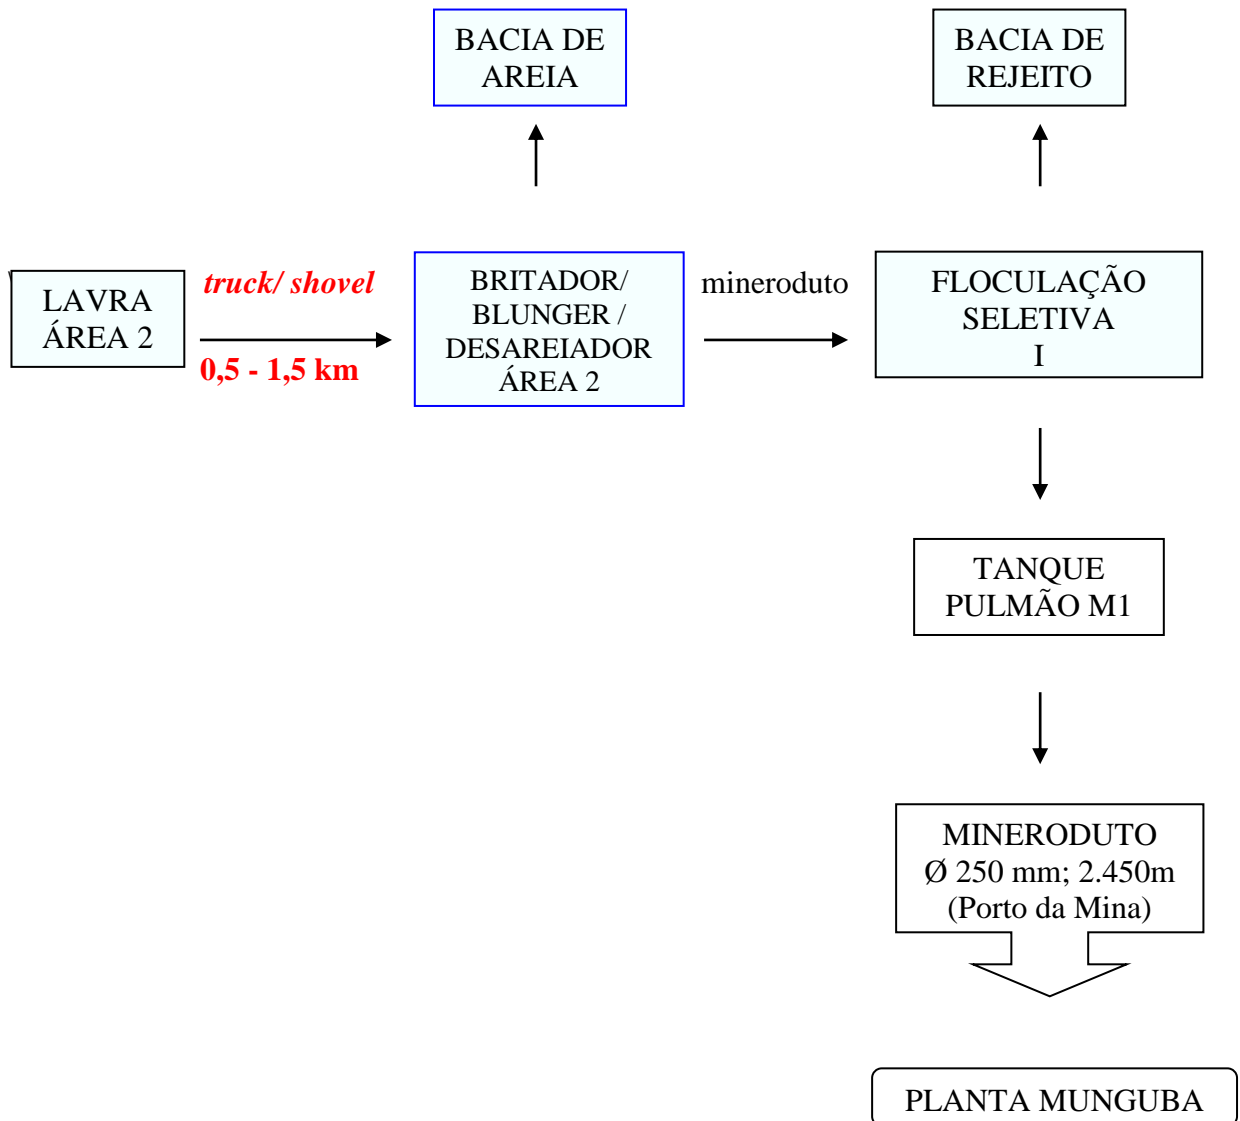 BACIA DE
AREIA
BACIA DE
REJEITO
LAVRA
ÁREA 2
truck/ shovel
0,5 - 1,5 km
BRITADOR/
BLUNGER /
DESAREIADOR
ÁREA 2
mineroduto
FLOCULAÇÃO
SELETIVA
I
TANQUE
PULMÃO M1
MINERODUTO
Ø 250 mm; 2.450m
(Porto da Mina)
PLANTA MUNGUBA